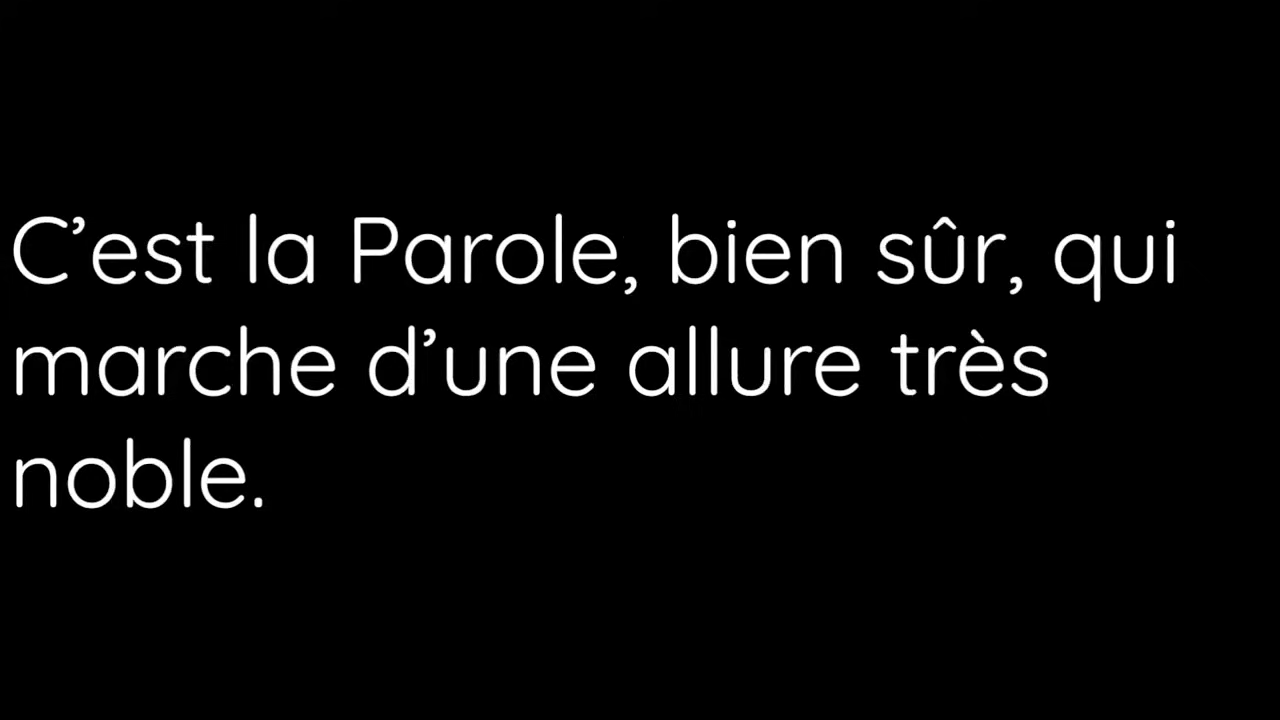 C’est la Parole, bien sûr, qui
marche d’une allure très
noble.